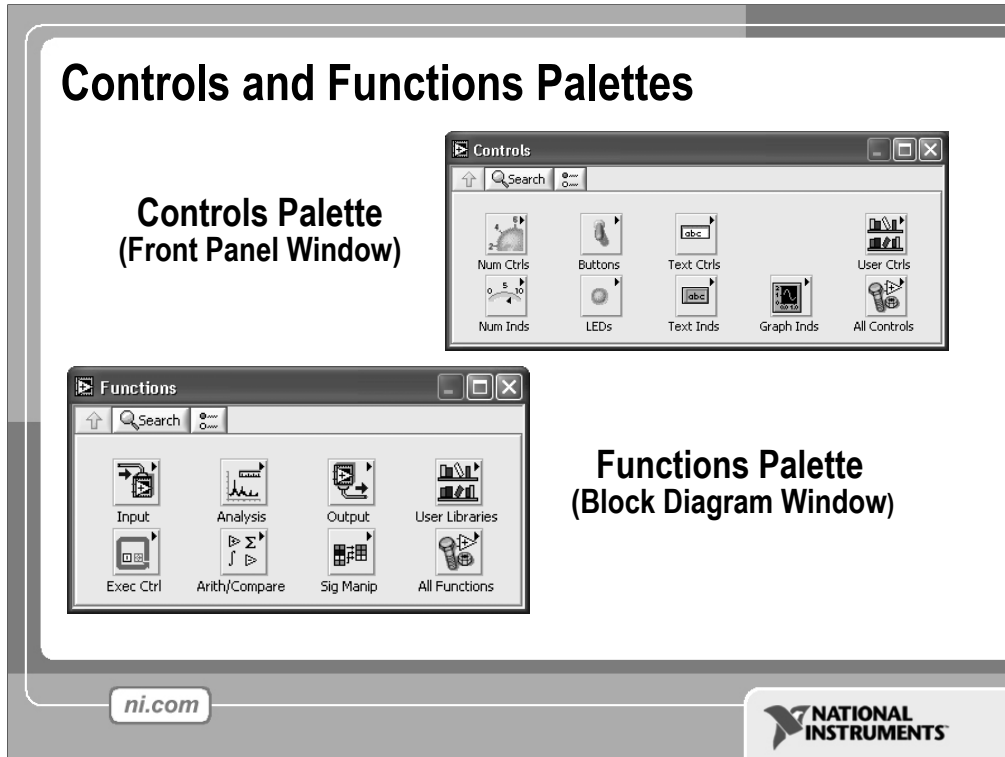 Controls and Functions Palettes
Controls Palette
(Front Panel Window)
Controls
Search
Num Ctrls
Buttons
Text Ctrls
User Ctrls
Num Inds
LEDs
Text Inds
Graph Inds
All Controls
Functions
Search
Input
Analysis
Output
User Libraries
Exec Ctrl
Arith/Compare
Sig Manip
All Functions
Functions Palette
(Block Diagram Window)
ni.com
NATIONAL
INSTRUMENTS